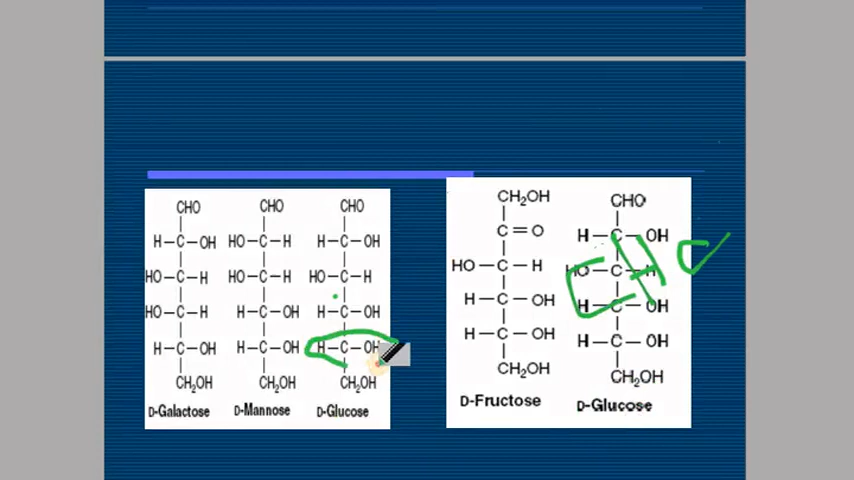 CHO
H-C-OH
HO-C-H
HO-C-H
H-C-OH
CH₂OH
D-Galactose
CHO
HO-C-H
HO-C-H
H-C-OH
H-C-OH
CH₂OH
D-Mannose
CHO
H-C-OH
HO-C-H
H-C-OH
H-C-OH
CH₂OH
D-Glucose
CH₂OH
C=O
HO-C-H
H-C-OH
H-C-OH
CH₂OH
D-Fructose
CHO
H-C-OH
HO-C-H
H-C-OH
H-C-OH
CH₂OH
D-Glucose
CHO